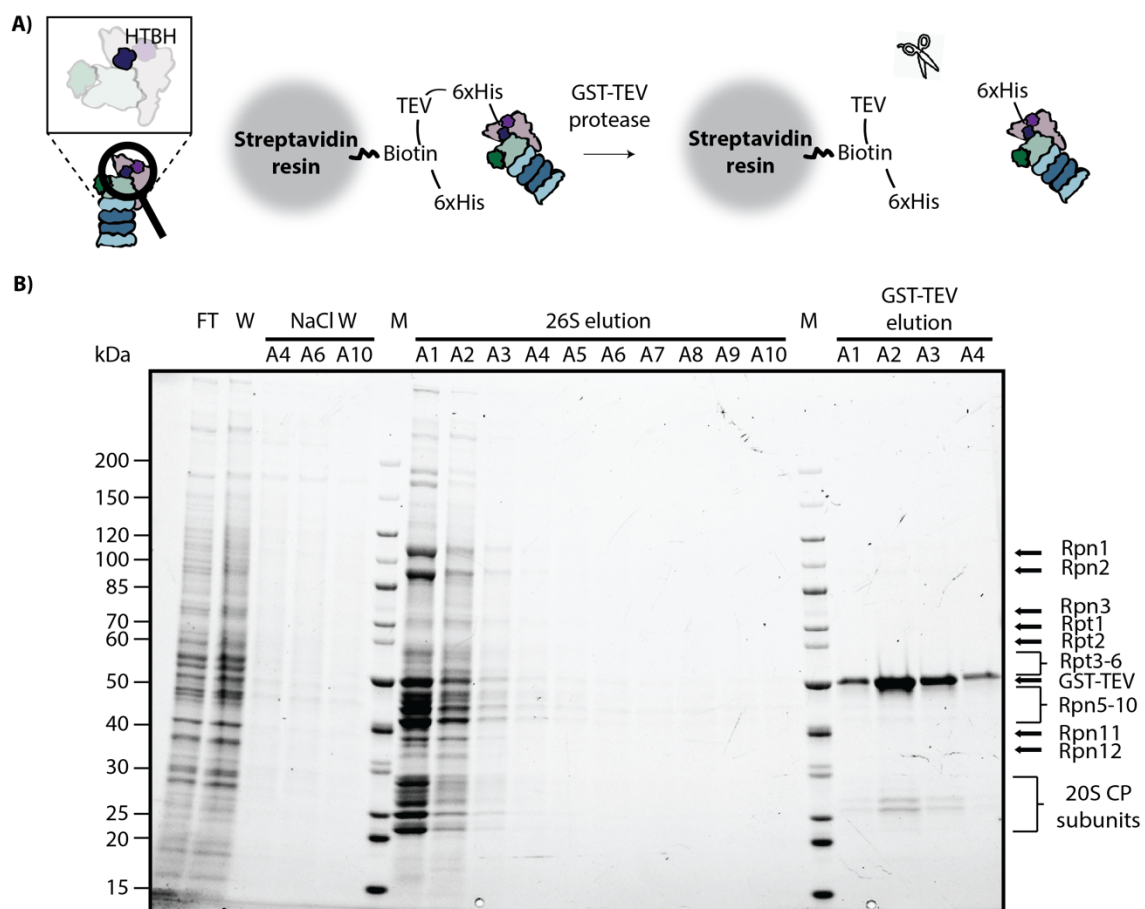 A)
HTBH
Streptavidin
resin
TEV
6xHis
Biotin
6xHis
GST-TEV
protease
Streptavidin
resin
TEV
Biotin
6xHis
6xHis
B)
FT W NaCl W M 26S elution M GST-TEV
elution
kDa A4 A6 A10 A1 A2 A3 A4 A5 A6 A7 A8 A9 A10 A1 A2 A3 A4
200
150
120
100
85
70
60
50
40
30
25
20
15
Rpn1
Rpn2
Rpn3
Rpt1
Rpt2
Rpt3-6
GST-TEV
Rpn5-10
Rpn11
Rpn12
20S CP
subunits